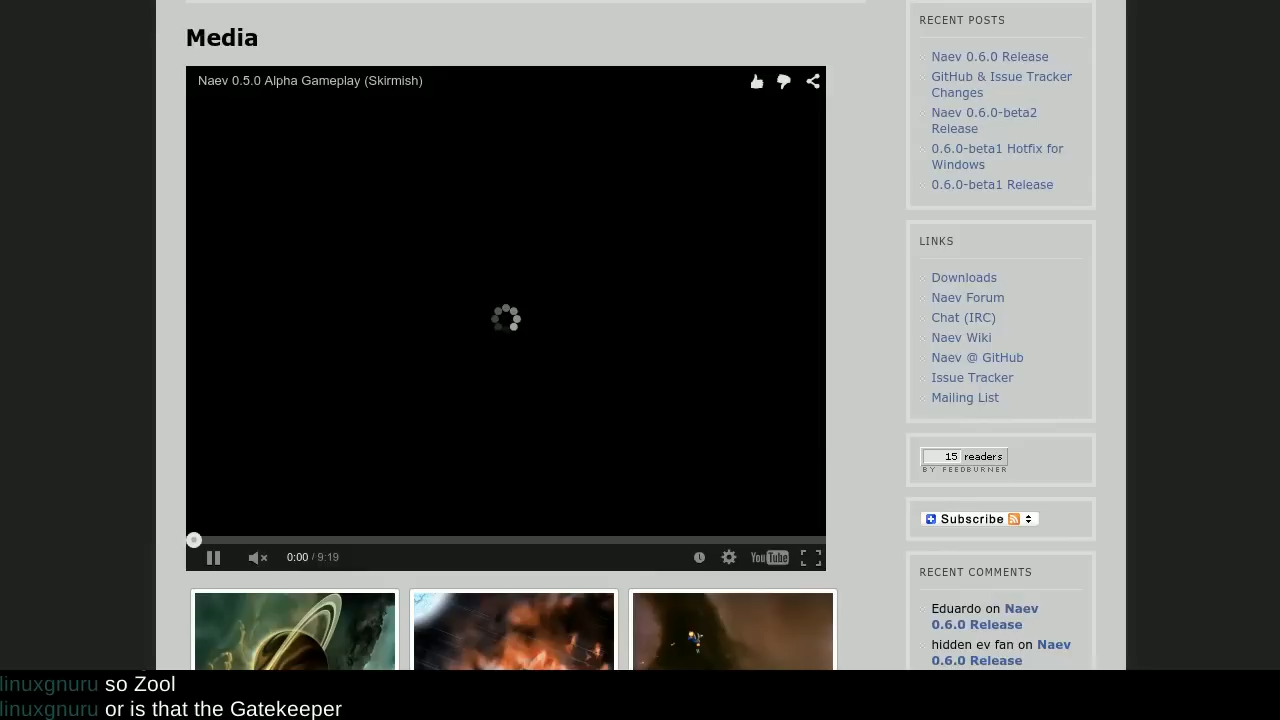 Media
Naev 0.5.0 Alpha Gameplay (Skirmish)
0:00 / 9:19
YouTube
RECENT POSTS
Naev 0.6.0 Release
GitHub & Issue Tracker
Changes
Naev 0.6.0-beta2
Release
0.6.0-beta1 Hotfix for
Windows
0.6.0-beta1 Release
LINKS
Downloads
Naev Forum
Chat (IRC)
Naev Wiki
Naev @ GitHub
Issue Tracker
Mailing List
15 readers
BY FEEDBURNER
Subscribe
RECENT COMMENTS
Eduardo on Naev
0.6.0 Release
hidden ev fan on Naev
0.6.0 Release
linuxgnuru so Zool
linuxgnuru or is that the Gatekeeper